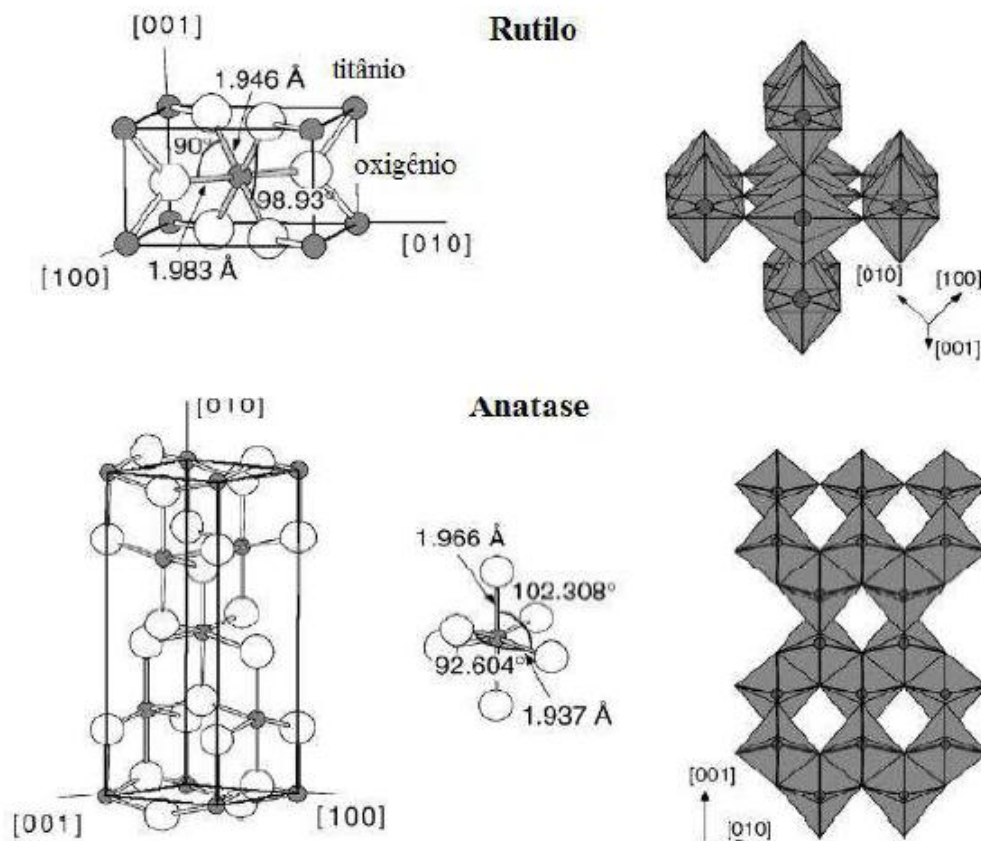 Rutilo
[001]
titânio
1.946 Å
90°
oxigênio
98.93°
[010]
[100]
1.983 Å
[010]
[100]
[001]
Anatase
[010]
1.966 Å
102.308°
92.604°
1.937 Å
[001]
[100]
[001]
[010]